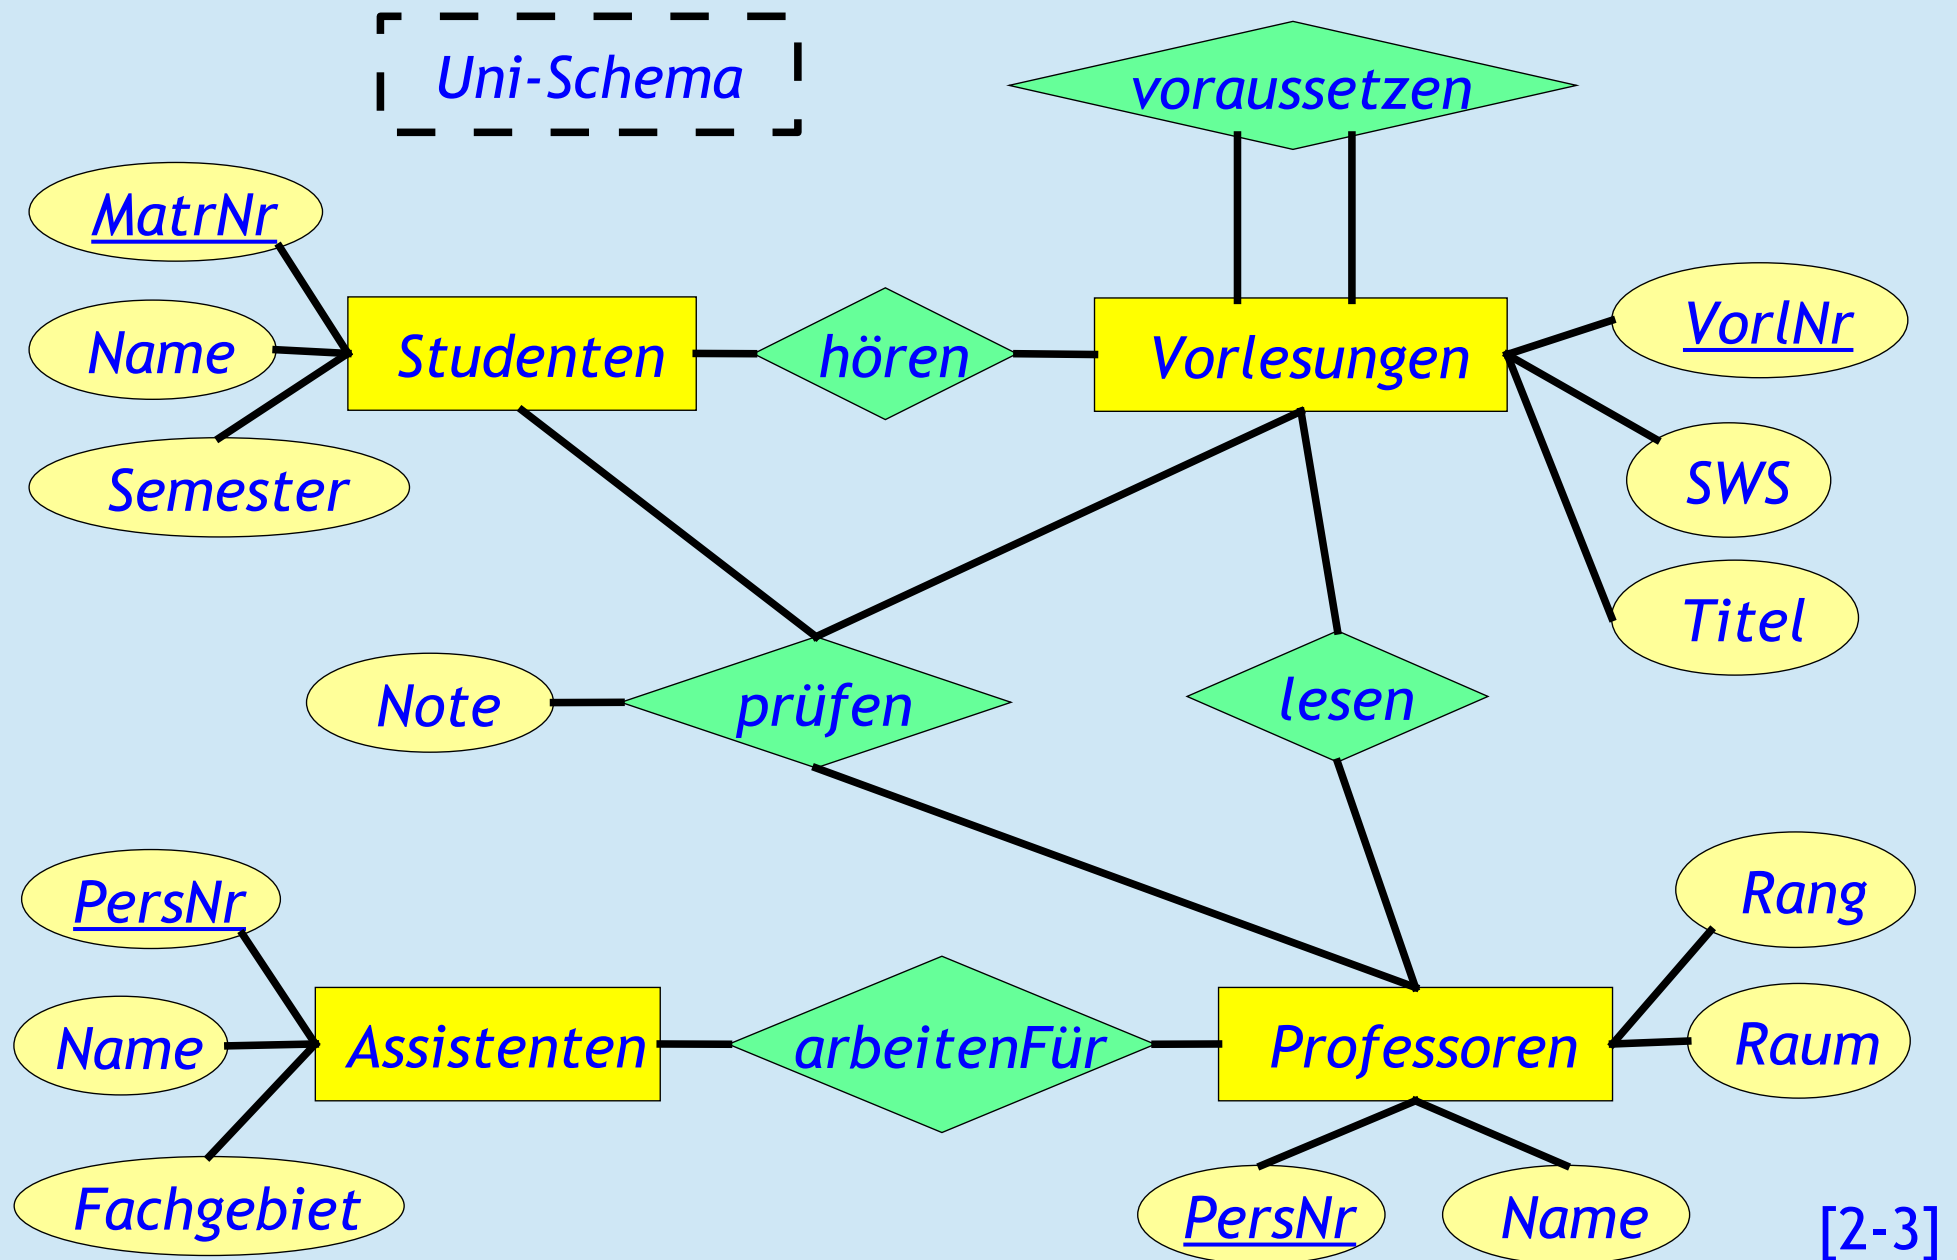 Uni-Schema
voraussetzen
MatrNr
Name
Studenten
hören
Vorlesungen
VorlNr
Semester
SWS
Titel
Note
prüfen
lesen
PersNr
Rang
Name
Assistenten
arbeitenFür
Professoren
Raum
Fachgebiet
PersNr
Name
[2-3]